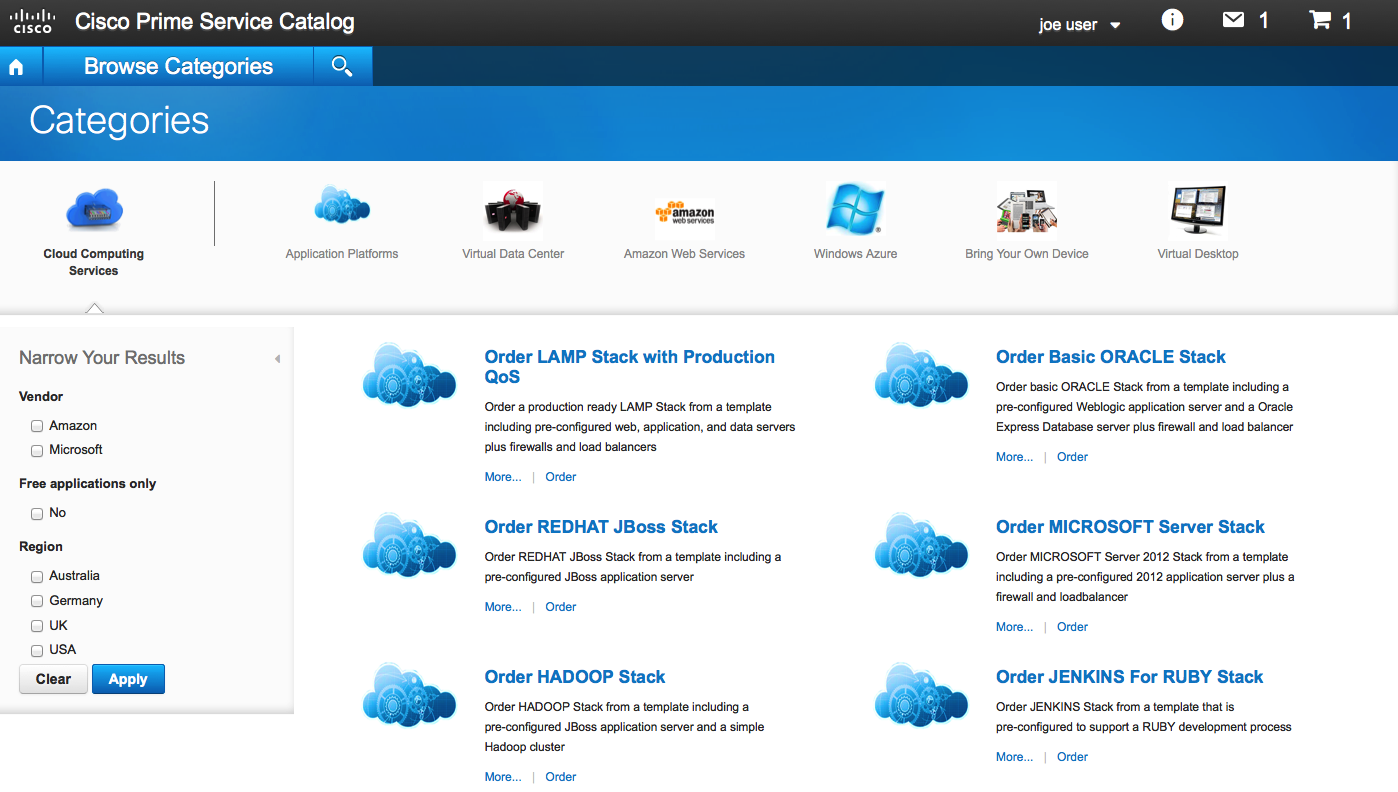 CISCO
Cisco Prime Service Catalog
joe user
1
1
Browse Categories
Categories
Cloud Computing
Services
Application Platforms
Virtual Data Center
amazon
web services
Amazon Web Services
Windows Azure
Bring Your Own Device
Virtual Desktop
Narrow Your Results
Vendor
Amazon
Microsoft
Free applications only
No
Region
Australia
Germany
UK
USA
Clear
Apply
Order LAMP Stack with Production
QoS
Order a production ready LAMP Stack from a template
including pre-configured web, application, and data servers
plus firewalls and load balancers
More... | Order
Order Basic ORACLE Stack
Order basic ORACLE Stack from a template including a
pre-configured Weblogic application server and a Oracle
Express Database server plus firewall and load balancer
More... | Order
Order REDHAT JBoss Stack
Order REDHAT JBoss Stack from a template including a
pre-configured JBoss application server
More... | Order
Order MICROSOFT Server Stack
Order MICROSOFT Server 2012 Stack from a template
including a pre-configured 2012 application server plus a
firewall and loadbalancer
More... | Order
Order HADOOP Stack
Order HADOOP Stack from a template including a
pre-configured JBoss application server and a simple
Hadoop cluster
More... | Order
Order JENKINS For RUBY Stack
Order JENKINS Stack from a template that is
pre-configured to support a RUBY development process
More... | Order